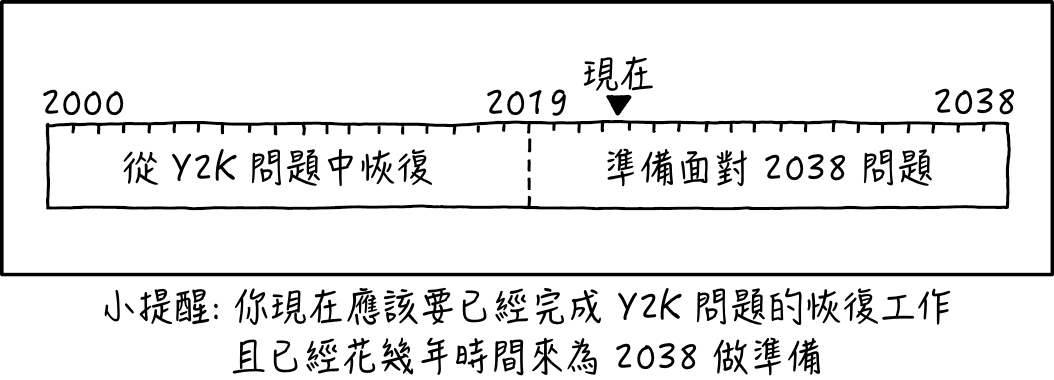 現在
2000 2019 2038
從 Y2K 問題中恢復 準備面對 2038 問題
小提醒: 你現在應該要已經完成 Y2K 問題的恢復工作
且已經花幾年時間來為 2038 做準備